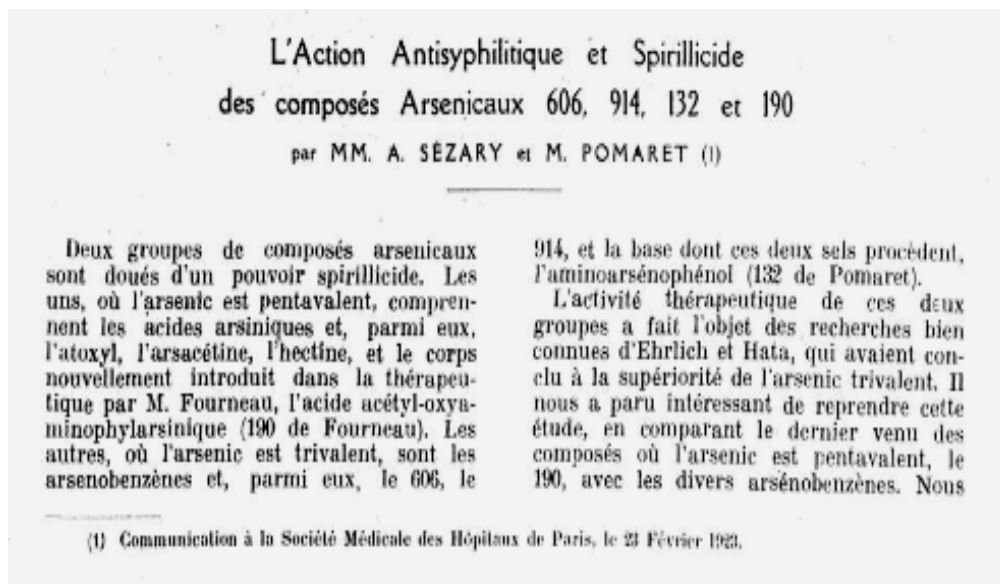 L'Action Antisyphilitique et Spirillicide
des composés Arsenicaux 606, 914, 132 et 190
par MM. A. SÉZARY et M. POMARET (1)
Deux groupes de composés arsenicaux
sont doués d'un pouvoir spirillicide. Les
uns, où l'arsenic est pentavalent, compren-
nent les acides arsiniques et, parmi eux,
l'atoxyl, l'arsacétine, l'hectine, et le corps
nouvellement introduit dans la thérapeu-
tique par M. Fourneau, l'acide acétyl-oxya-
minophylarsinique (190 de Fourneau). Les
autres, où l'arsenic est trivalent, sont les
arsenobenzènes et, parmi eux, le 606, le
914, et la base dont ces deux sels procèdent,
l'aminoarsénophénol (132 de Pomaret).
L'activité thérapeutique de ces deux
groupes a fait l'objet des recherches bien
connues d'Ehrlich et Hata, qui avaient con-
clu à la supériorité de l'arsenic trivalent. Il
nous a paru intéressant de reprendre cette
étude, en comparant le dernier venu des
composés où l'arsenic est pentavalent, le
190, avec les divers arsénobenzènes. Nous
(1) Communication à la Société Médicale des Hôpitaux de Paris, le 23 Février 1923.